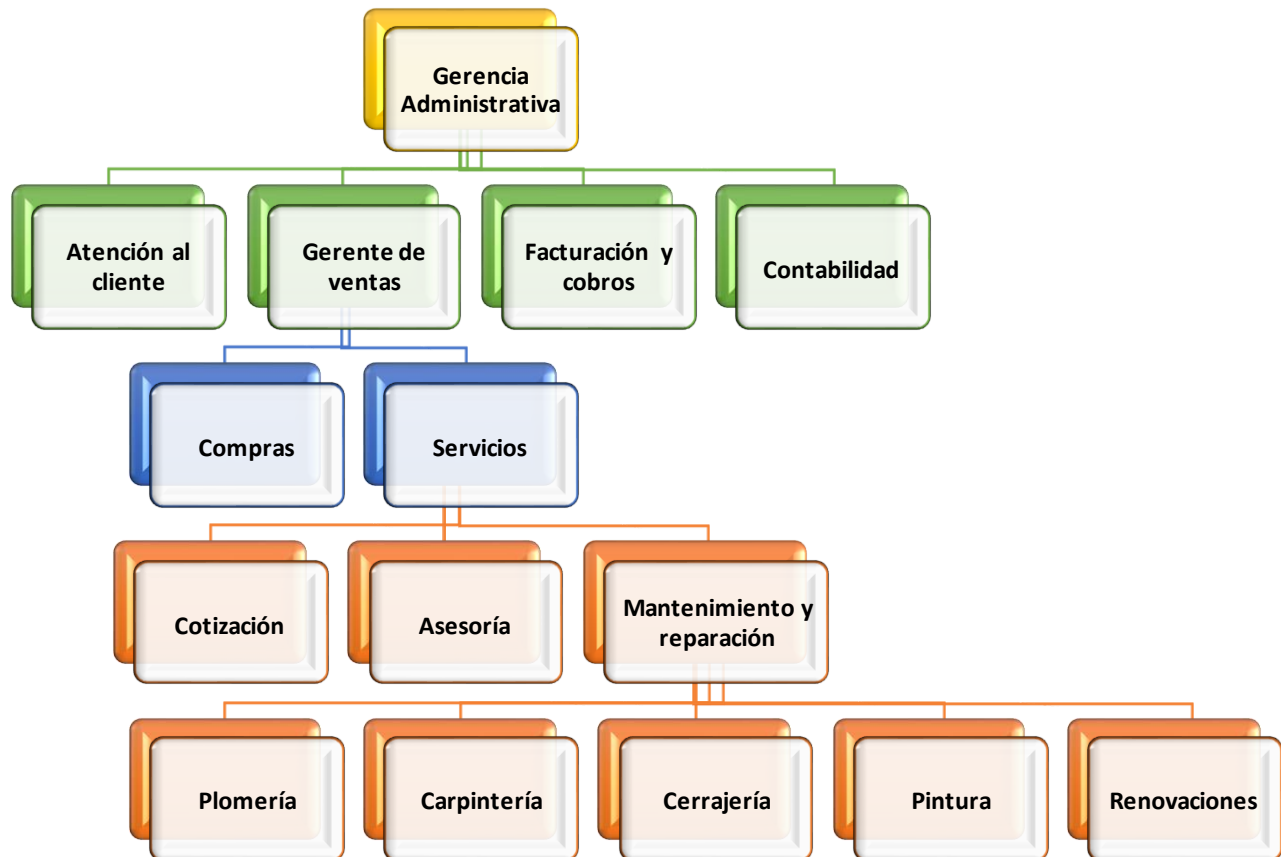 Gerencia
Administrativa
Atención al
cliente
Gerente de
ventas
Facturación y
cobros
Contabilidad
Compras
Servicios
Cotización
Asesoría
Mantenimiento y
reparación
Plomería
Carpintería
Cerrajería
Pintura
Renovaciones